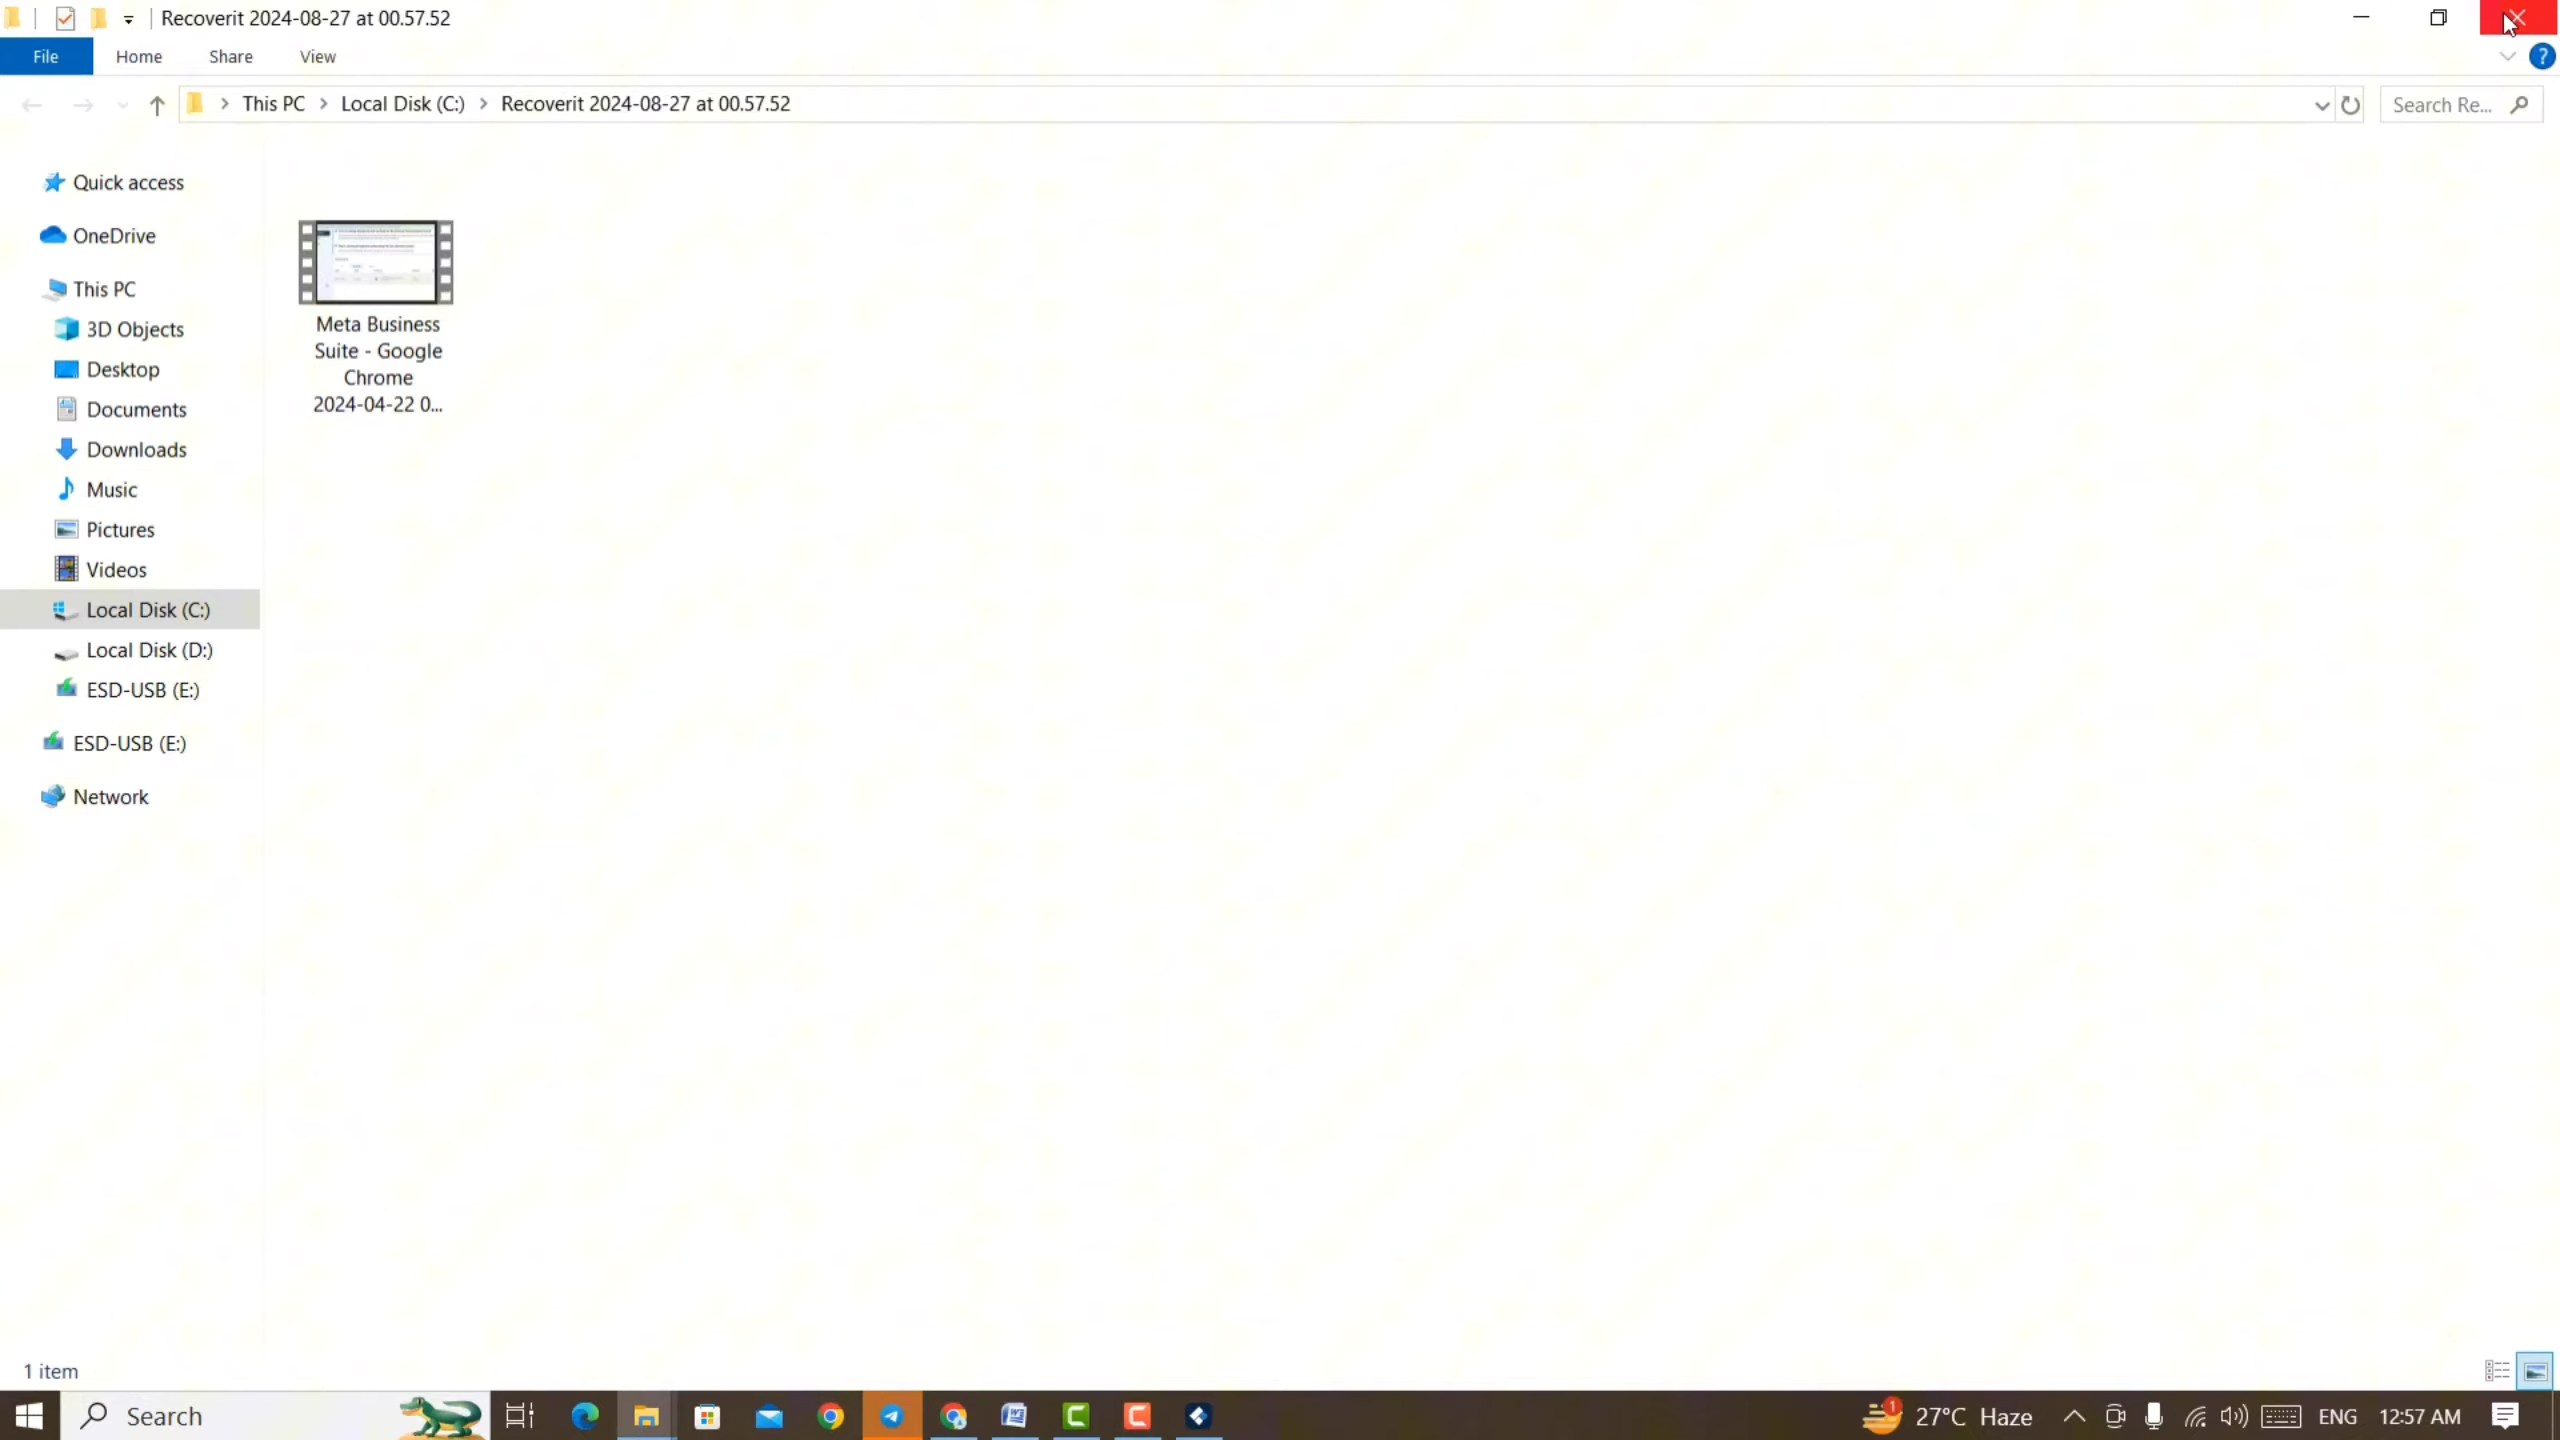 Recoverit 2024-08-27 at 00.57.52
File Home Share View
This PC Local Disk (C:) Recoverit 2024-08-27 at 00.57.52
Search Re...
Quick access
OneDrive
This PC
3D Objects
Desktop
Documents
Downloads
Music
Pictures
Videos
Local Disk (C:)
Local Disk (D:)
ESD-USB (E:)
ESD-USB (E:)
Network
Meta Business
Suite - Google
Chrome
2024-04-22 0...
1 item
Search
1 27°C Haze ENG 12:57 AM